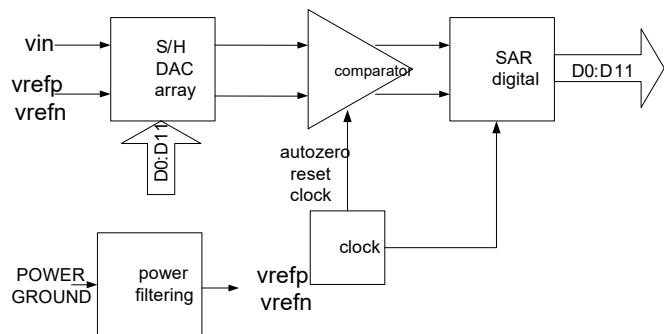 vin
vrefp
vrefn
S/H
DAC
array
D0:D11
comparator
autozero
reset
clock
SAR
digital
D0:D11
clock
POWER
GROUND
power
filtering
vrefp
vrefn